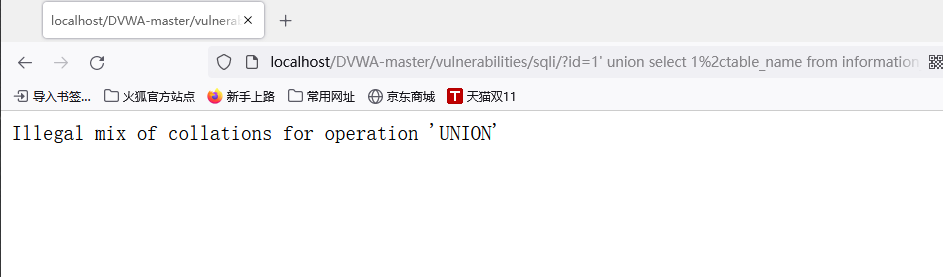 localhost/DVWA-master/vulneral
localhost/DVWA-master/vulnerabilities/sqli/?id=1' union select 1%2ctable_name from information
导入书签... 火狐官方站点 新手上路 常用网址 京东商城 T 天猫双11
Illegal mix of collations for operation 'UNION'